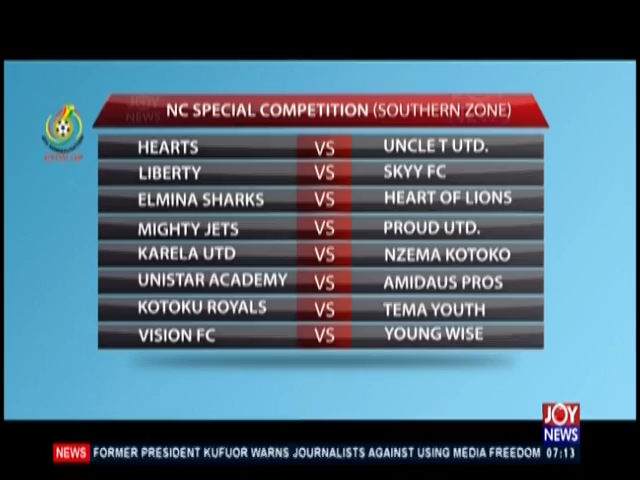 NC SPECIAL COMPETITION (SOUTHERN ZONE)
HEARTS VS UNCLE T UTD.
LIBERTY VS SKYY FC
ELMINA SHARKS VS HEART OF LIONS
MIGHTY JETS VS PROUD UTD.
KARELA UTD VS NZEMA KOTOKO
UNISTAR ACADEMY VS AMIDAUS PROS
KOTOKU ROYALS VS TEMA YOUTH
VISION FC VS YOUNG WISE
JOY
NEWS
NEWS FORMER PRESIDENT KUFUOR WARNS JOURNALISTS AGAINST USING MEDIA FREEDOM 07:13